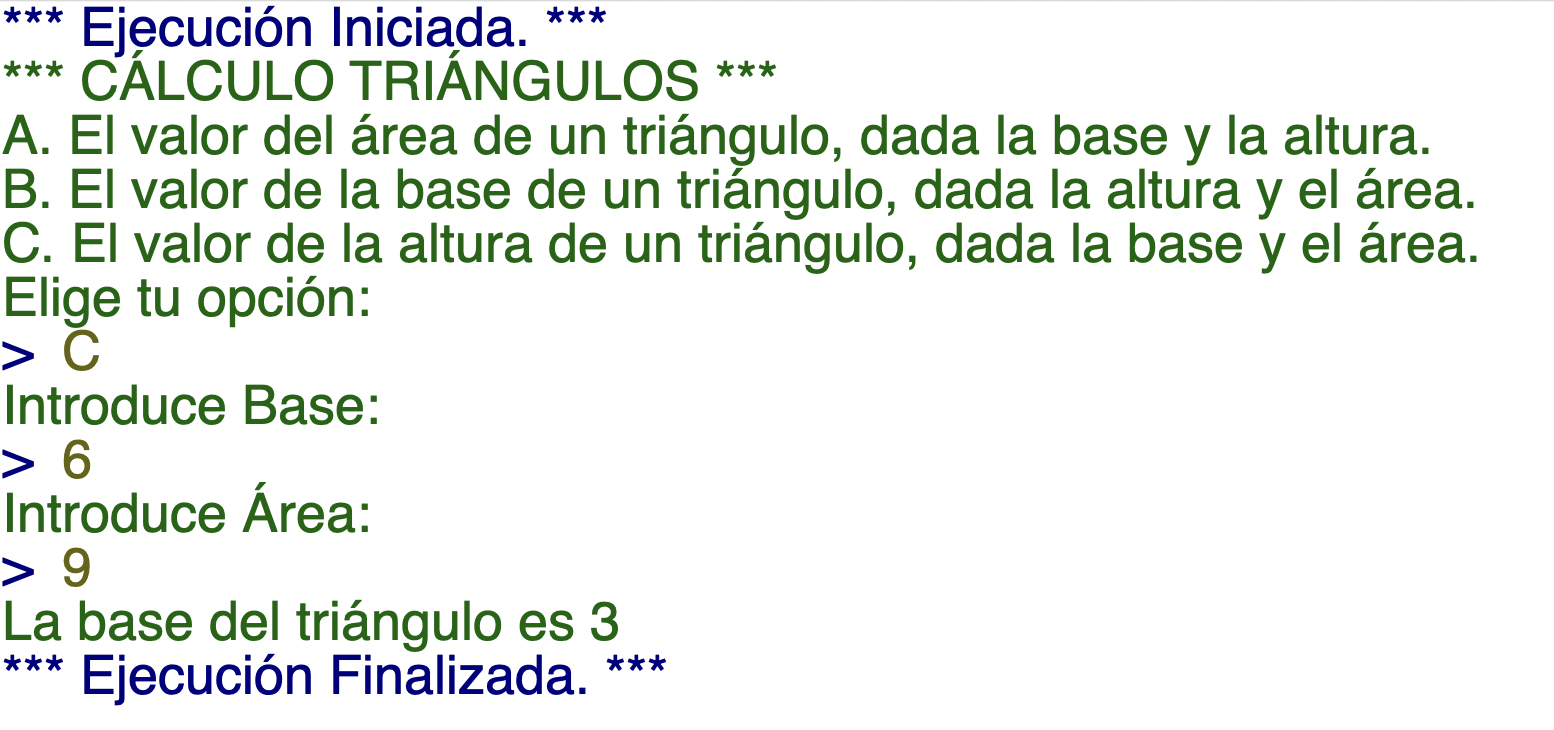 *** Ejecución Iniciada. ***
*** CÁLCULO TRIÁNGULOS ***
A. El valor del área de un triángulo, dada la base y la altura.
B. El valor de la base de un triángulo, dada la altura y el área.
C. El valor de la altura de un triángulo, dada la base y el área.
Elige tu opción:
> C
Introduce Base:
> 6
Introduce Área:
> 9
La base del triángulo es 3
*** Ejecución Finalizada. ***